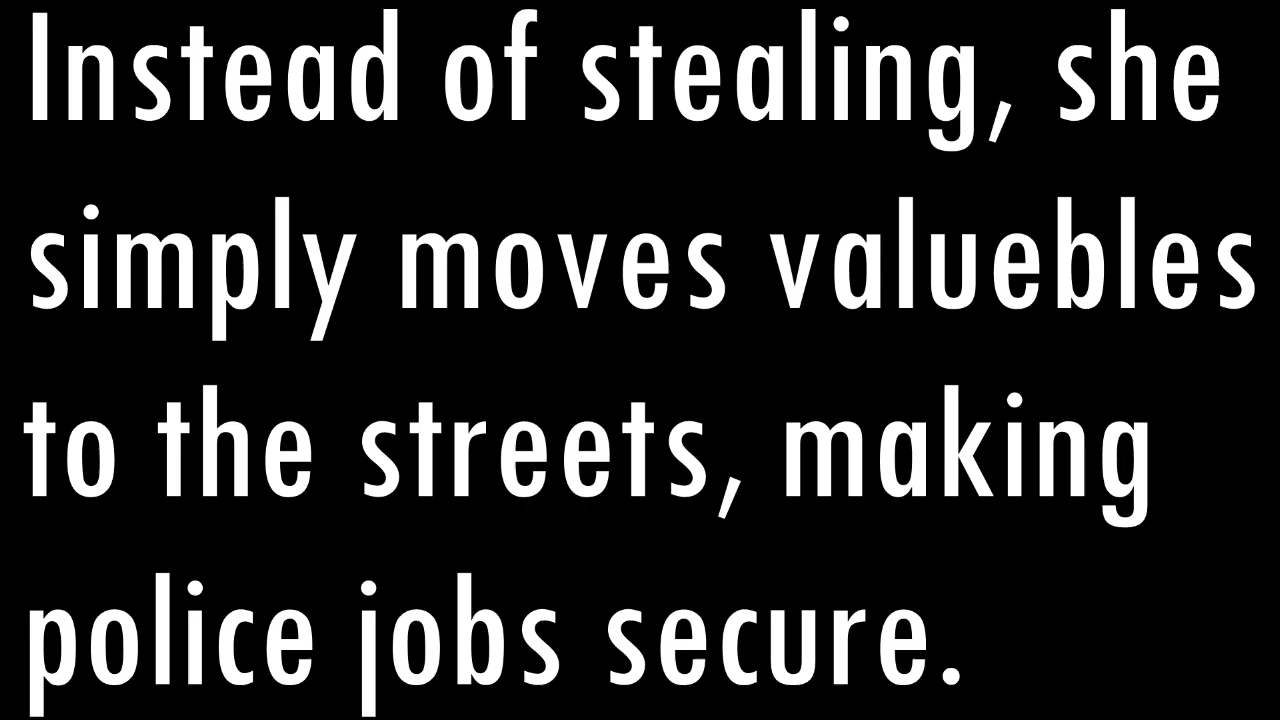 Instead of stealing, she
simply moves valuebles
to the streets, making
police jobs secure.